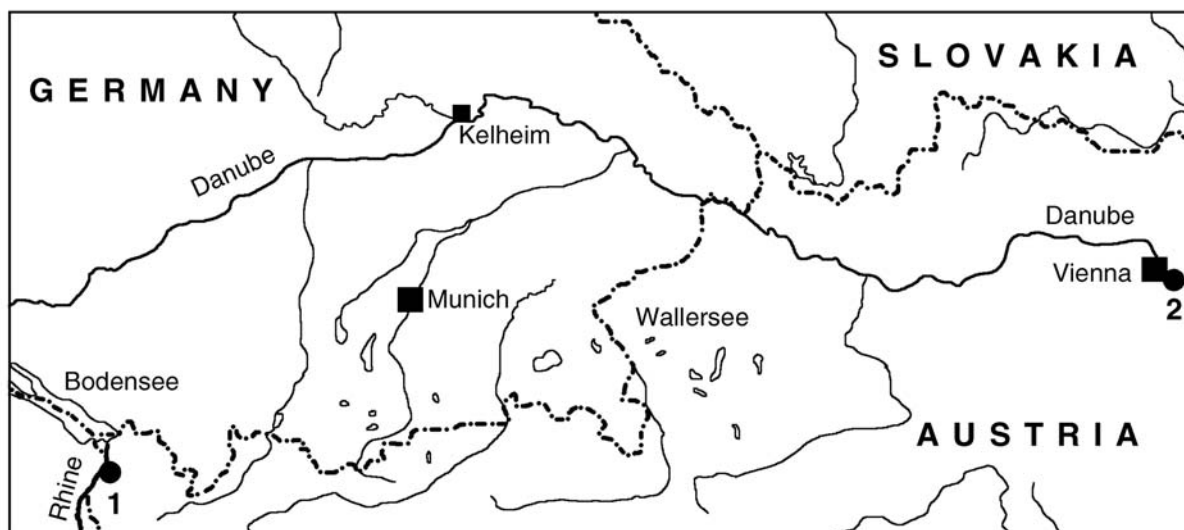 SLOVAKIA
GERMANY
Kelheim
Danube
Danube
Vienna
2
Munich
Wallersee
Bodensee
AUSTRIA
Rhine
1